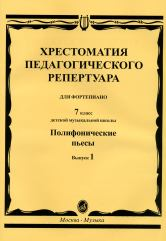 ХРЕСТОМАТИЯ
ПЕДАГОГИЧЕСКОГО
РЕПЕРТУАРА
ДЛЯ ФОРТЕПИАНО
7 класс
детской музыкальной школы
Полифонические
пьесы
Выпуск 1
Москва · Музыка